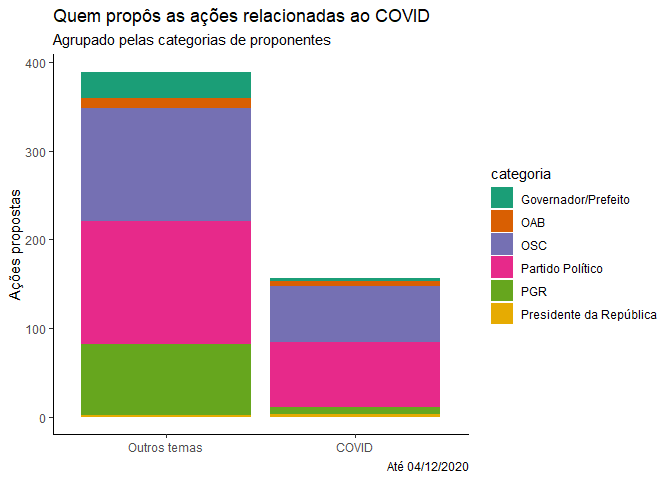 Quem propôs as ações relacionadas ao COVID
Agrupado pelas categorias de proponentes
400
300
200
100
0
Ações propostas
Outros temas
COVID
Até 04/12/2020
categoria
Governador/Prefeito
OAB
OSC
Partido Político
PGR
Presidente da República